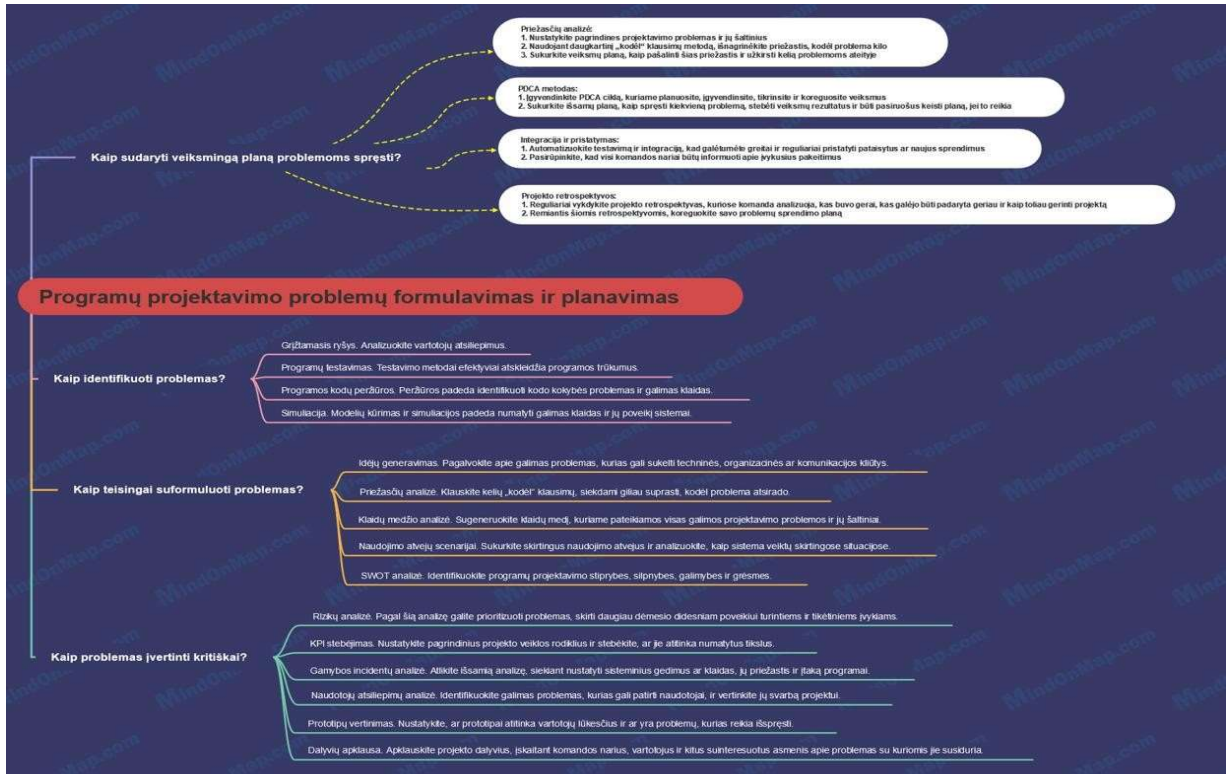 Priežasčių analizė:
1. Nustatykite pagrindines projektavimo problemas ir jų šaltinius
2. Naudojant daugkartinį „kodėl“ klausimų metodą, išnagrinėkite priežastis, kodėl problema kilo
3. Sukurkite veiksmų planą, kaip pašalinti šias priežastis ir užkirsti kelią problemoms ateityje
PDCA metodas:
1. Įgyvendinkite PDCA ciklą, kuriame planuosite, įgyvendinsite, tikrinsite ir koreguosite veiksmus
2. Sukurkite išsamų planą, kaip spręsti kiekvieną problemą, stebėti veiksmų rezultatus ir būti pasiruošus keisti planą, jei to reikia
Kaip sudaryti veiksmingą planą problemoms spręsti?
Integracija ir pristatymas:
1. Automatizuokite testavimą ir integraciją, kad galėtumėte greitai ir reguliariai pristatyti pataisytus ar naujus sprendimus
2. Pasirūpinkite, kad visi komandos nariai būtų informuoti apie įvykusius pakeitimus
Projekto retrospektyvos:
1. Reguliariai vykdykite projekto retrospektyvas, kuriose komanda analizuoja, kas buvo gerai, kas galėjo būti padaryta geriau ir kaip toliau gerinti projektą
2. Remiantis šiomis retrospektyvomis, koreguokite savo problemų sprendimo planą
Programų projektavimo problemų formulavimas ir planavimas
Kaip identifikuoti problemas?
Grįžtamasis ryšys. Analizuokite vartotojų atsiliepimus.
Programų testavimas. Testavimo metodai efektyviai atskleidžia programos trūkumus.
Programos kodų peržiūros. Peržiūros padeda identifikuoti kodo kokybės problemas ir galimas klaidas.
Simuliacija. Modelių kūrimas ir simuliacijos padeda numatyti galimas klaidas ir jų poveikį sistemai.
Kaip teisingai suformuluoti problemas?
Idėjų generavimas. Pagalvokite apie galimas problemas, kurias gali sukelti techninės, organizacinės ar komunikacijos kliūtys.
Priežasčių analizė. Klauskite kelių „kodėl“ klausimų, siekdami giliau suprasti, kodėl problema atsirado.
Klaidų medžio analizė. Sugeneruokite klaidų medį, kuriame pateikiamos visas galimos projektavimo problemos ir jų šaltiniai.
Naudojimo atvejų scenarijai. Sukurkite skirtingus naudojimo atvejus ir analizuokite, kaip sistema veiktų skirtingose situacijose.
SWOT analizė. Identifikuokite programų projektavimo stiprybes, silpnybes, galimybes ir grėsmes.
Kaip problemas įvertinti kritiškai?
Rizikų analizė. Pagal šią analizę galite prioritizuoti problemas, skirti daugiau dėmesio didesniam poveikiui turintiems ir tikėtiniems įvykiams.
KPI stebėjimas. Nustatykite pagrindinius projekto veiklos rodiklius ir stebėkite, ar jie atitinka numatytus tikslus.
Gamybos incidentų analizė. Atlikite išsamią analizę, siekiant nustatyti sisteminius gedimus ar klaidas, jų priežastis ir įtaką programai.
Naudotojų atsiliepimų analizė. Identifikuokite galimas problemas, kurias gali patirti naudotojai, ir vertinkite jų svarbą projektui.
Prototipų vertinimas. Nustatykite, ar prototipai atitinka vartotojų lūkesčius ir ar yra problemų, kurias reikia išspręsti.
Dalyvių apklausa. Apklauskite projekto dalyvius, įskaitant komandos narius, vartotojus ir kitus suinteresuotus asmenis apie problemas su kuriomis jie susiduria.
MindOnMap.com